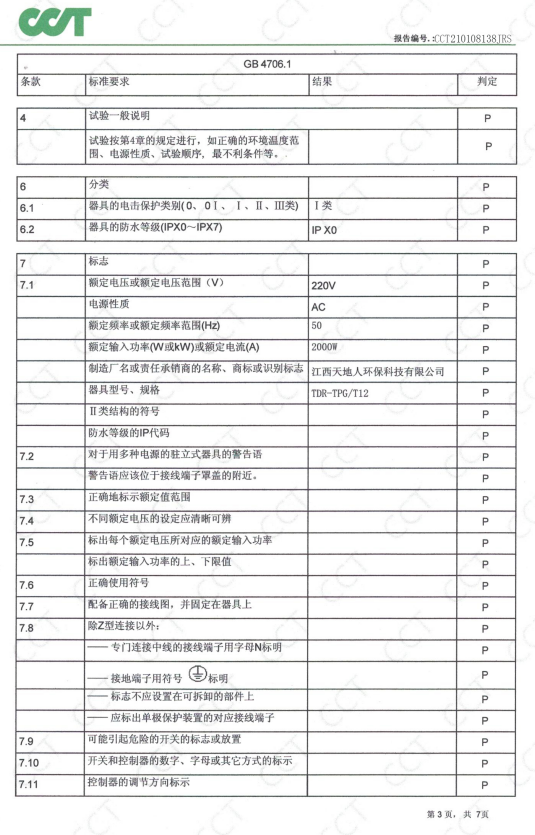 CCT
报告编号.:CCT210108138JRS
GB 4706.1
条款 标准要求 结果 判定
4 试验一般说明 P
试验按第4章的规定进行，如正确的环境温度范
围、电源性质、试验顺序，最不利条件等。 P
6 分类 P
6.1 器具的电击保护类别(0、0Ⅰ、Ⅰ、Ⅱ、Ⅲ类) Ⅰ类 P
6.2 器具的防水等级(IPX0～IPX7) IP X0 P
7 标志 P
7.1 额定电压或额定电压范围（V） 220V P
电源性质 AC P
额定频率或额定频率范围(Hz) 50 P
额定输入功率(W或kW)或额定电流(A) 2000W P
制造厂名或责任承销商的名称、商标或识别标志 江西天地人环保科技有限公司 P
器具型号、规格 TDR-TPG/T12 P
Ⅱ类结构的符号 P
防水等级的IP代码 P
7.2 对于用多种电源的驻立式器具的警告语 P
警告语应该位于接线端子罩盖的附近。 P
7.3 正确地标示额定值范围 P
7.4 不同额定电压的设定应清晰可辨 P
7.5 标出每个额定电压所对应的额定输入功率 P
标出额定输入功率的上、下限值 P
7.6 正确使用符号 P
7.7 配备正确的接线图，并固定在器具上 P
7.8 除Z型连接以外: P
—— 专门连接中线的接线端子用字母N标明 P
—— 接地端子用符号 标明 P
—— 标志不应设置在可拆卸的部件上 P
—— 应标出单极保护装置的对应接线端子 P
7.9 可能引起危险的开关的标志或放置 P
7.10 开关和控制器的数字、字母或其它方式的标示 P
7.11 控制器的调节方向标示 P
第 3 页，共 7页